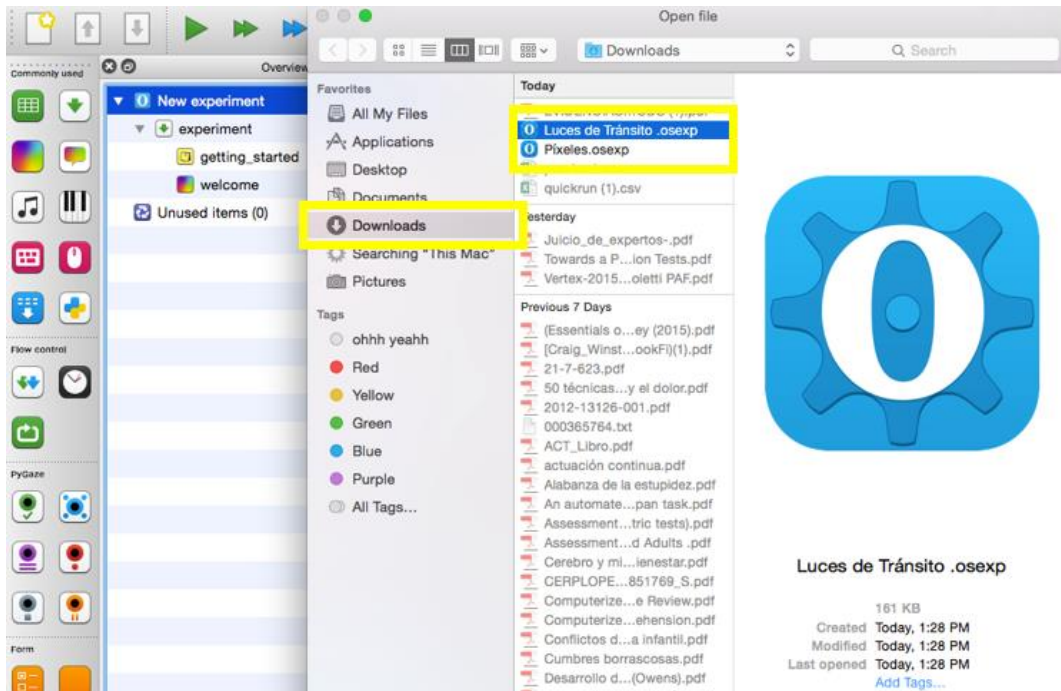 Open file
Downloads
Search
Commonly used
Overview
New experiment
experiment
getting_started
welcome
Unused items (0)
Flow control
PyGaze
Form
Favorites
All My Files
Applications
Desktop
Documents
Downloads
Searching "This Mac"
Pictures
Tags
ohhh yeahh
Red
Yellow
Green
Blue
Purple
All Tags...
Today
Luces de Tránsito .osexp
Píxeles.osexp
quickrun (1).csv
Yesterday
Juicio_de_expertos-.pdf
Towards a P...ion Tests.pdf
Vertex-2015...oletti PAF.pdf
Previous 7 Days
(Essentials o...ey (2015).pdf
[Craig_Winst...ookFi)(1).pdf
21-7-623.pdf
50 técnicas...y el dolor.pdf
2012-13126-001.pdf
000365764.txt
ACT_Libro.pdf
actuación continua.pdf
Alabanza de la estupidez.pdf
An automate...pan task.pdf
Assessment...tric tests).pdf
Assessment...d Adults .pdf
Cerebro y mi...ienestar.pdf
CERPLOPE...851769_S.pdf
Computerize...e Review.pdf
Computerize...ehension.pdf
Conflictos d...a infantil.pdf
Cumbres borrascosas.pdf
Desarrollo d...(Owens).pdf
Luces de Tránsito .osexp
161 KB
Created Today, 1:28 PM
Modified Today, 1:28 PM
Last opened Today, 1:28 PM
Add Tags...